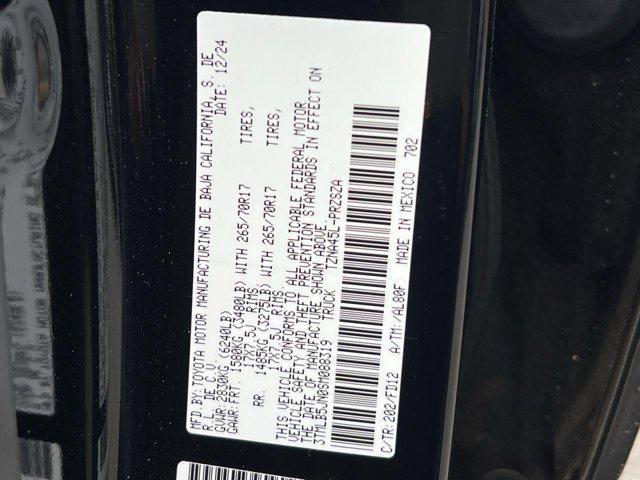 MFD. BY: TOYOTA MOTOR MANUFACTURING DE BAJA CALIFORNIA, S. DE
R. L. DE C. V. DATE: 12/24
GVWR: 2830KG (6240LB)
GAWR: FRT. 1580KG (3480LB) WITH 265/70R17 TIRES,
17X7.5J RIMS,
RR. 1485KG (3275LB) WITH 265/70R17 TIRES,
17X7.5J RIMS
THIS VEHICLE CONFORMS TO ALL APPLICABLE FEDERAL MOTOR
VEHICLE SAFETY AND THEFT PREVENTION STANDARDS IN EFFECT ON
THE DATE OF MANUFACTURE SHOWN ABOVE.
3TMLB5JN0SM088319 TRUCK TZNA45L-PRZSZA
C/TR: 202/FD12 A/TM: /AL80F MADE IN MEXICO 702